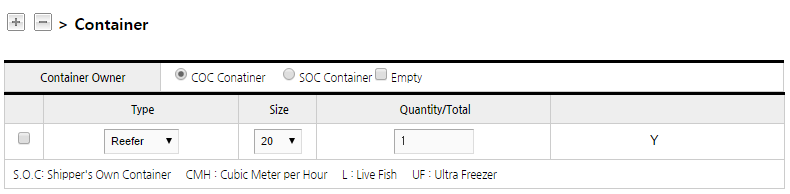 > Container
Container Owner COC Conatiner SOC Container Empty
Type Size Quantity/Total
Reefer 20 1 Y
S.O.C: Shipper's Own Container CMH : Cubic Meter per Hour L : Live Fish UF : Ultra Freezer